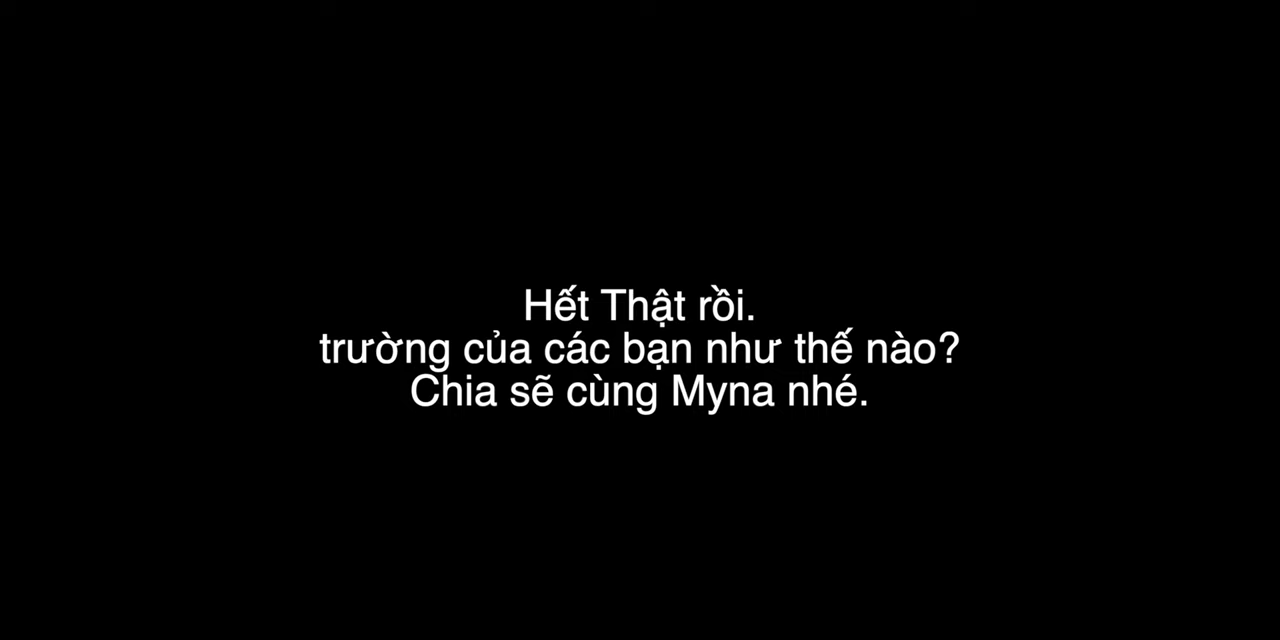 Hết Thật rồi.
trường của các bạn như thế nào?
Chia sẽ cùng Myna nhé.